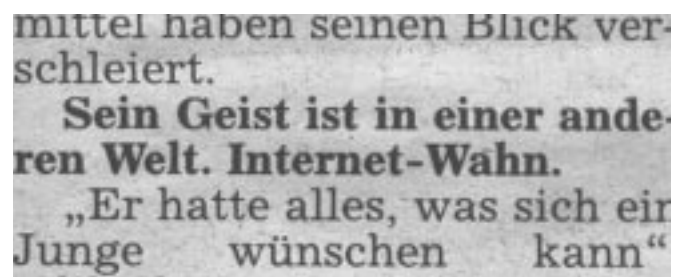 mittel haben seinen Blick ver-
schleiert.
Sein Geist ist in einer ande-
ren Welt. Internet-Wahn.
„Er hatte alles, was sich ein
Junge wünschen kann“